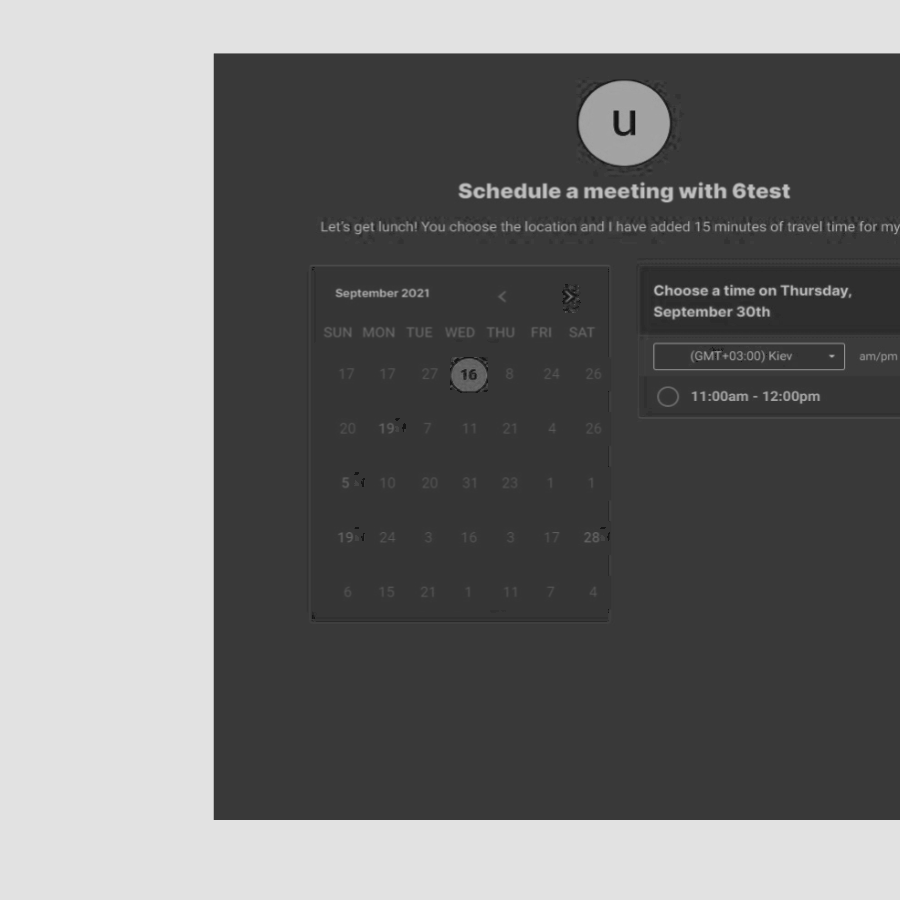 u
Schedule a meeting with 6test
Let's get lunch! You choose the location and I have added 15 minutes of travel time for my
September 2021
SUN MON TUE WED THU FRI SAT
17 17 27 16 8 24 26
20 19 7 11 21 4 26
5 10 20 31 23 1 1
19 24 3 16 3 17 28
6 15 21 1 11 7 4
Choose a time on Thursday,
September 30th
(GMT+03:00) Kiev am/pm
11:00am - 12:00pm